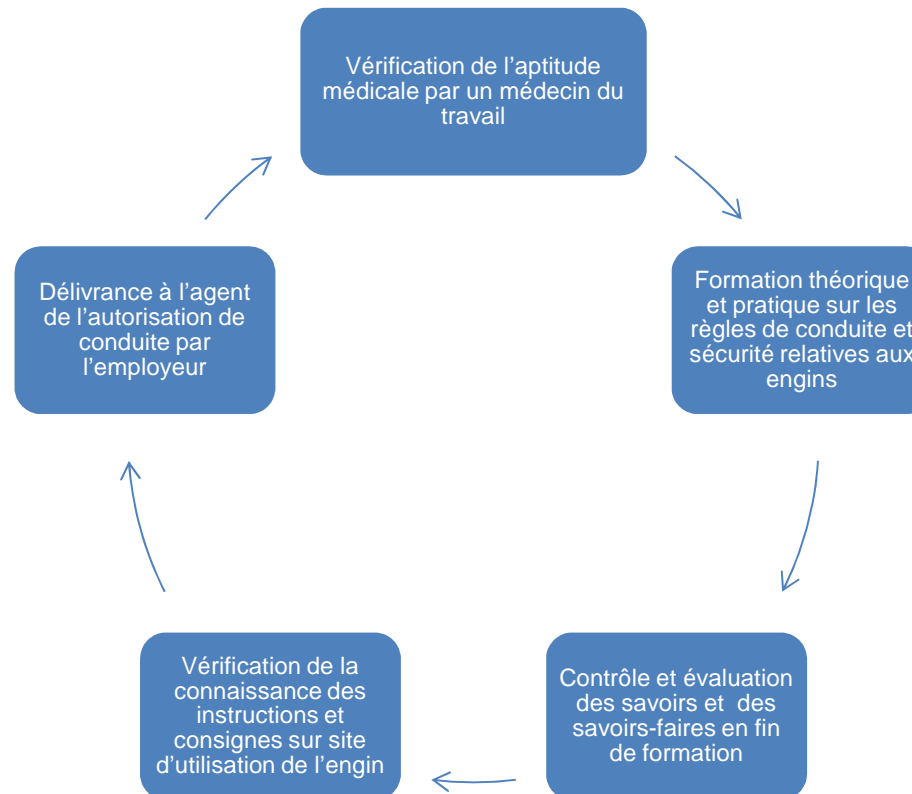 Vérification de l’aptitude
médicale par un médecin du
travail
Formation théorique
et pratique sur les
règles de conduite et
sécurité relatives aux
engins
Contrôle et évaluation
des savoirs et des
savoirs-faires en fin
de formation
Vérification de la
connaissance des
instructions et
consignes sur site
d’utilisation de l’engin
Délivrance à l’agent
de l’autorisation de
conduite par
l’employeur